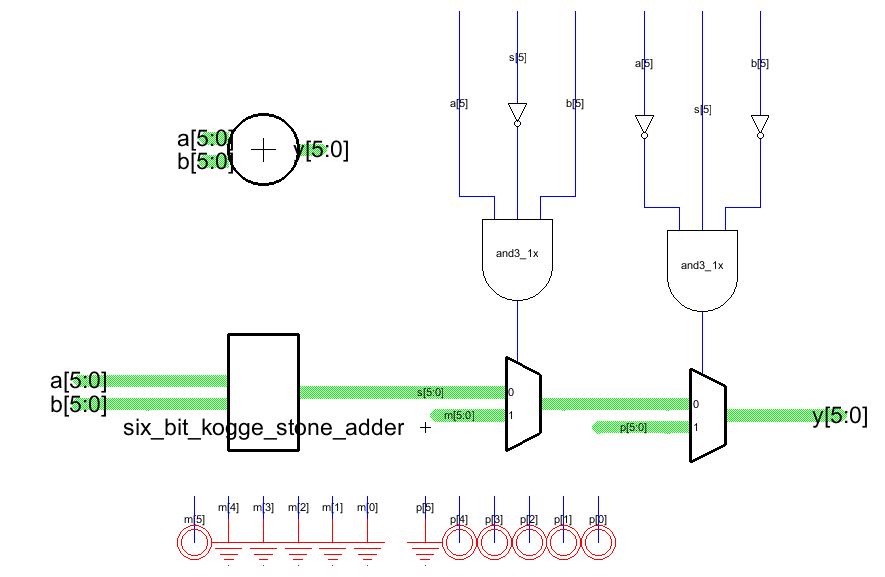 s[5]
a[5]
b[5]
a[5]
b[5]
s[5]
a[5:0]
b[5:0]
y[5:0]
and3_1x
and3_1x
a[5:0]
b[5:0]
s[5:0]
0
m[5:0]
1
0
p[5:0]
1
y[5:0]
six_bit_kogge_stone_adder
m[5] m[4] m[3] m[2] m[1] m[0] p[5] p[4] p[3] p[2] p[1] p[0]